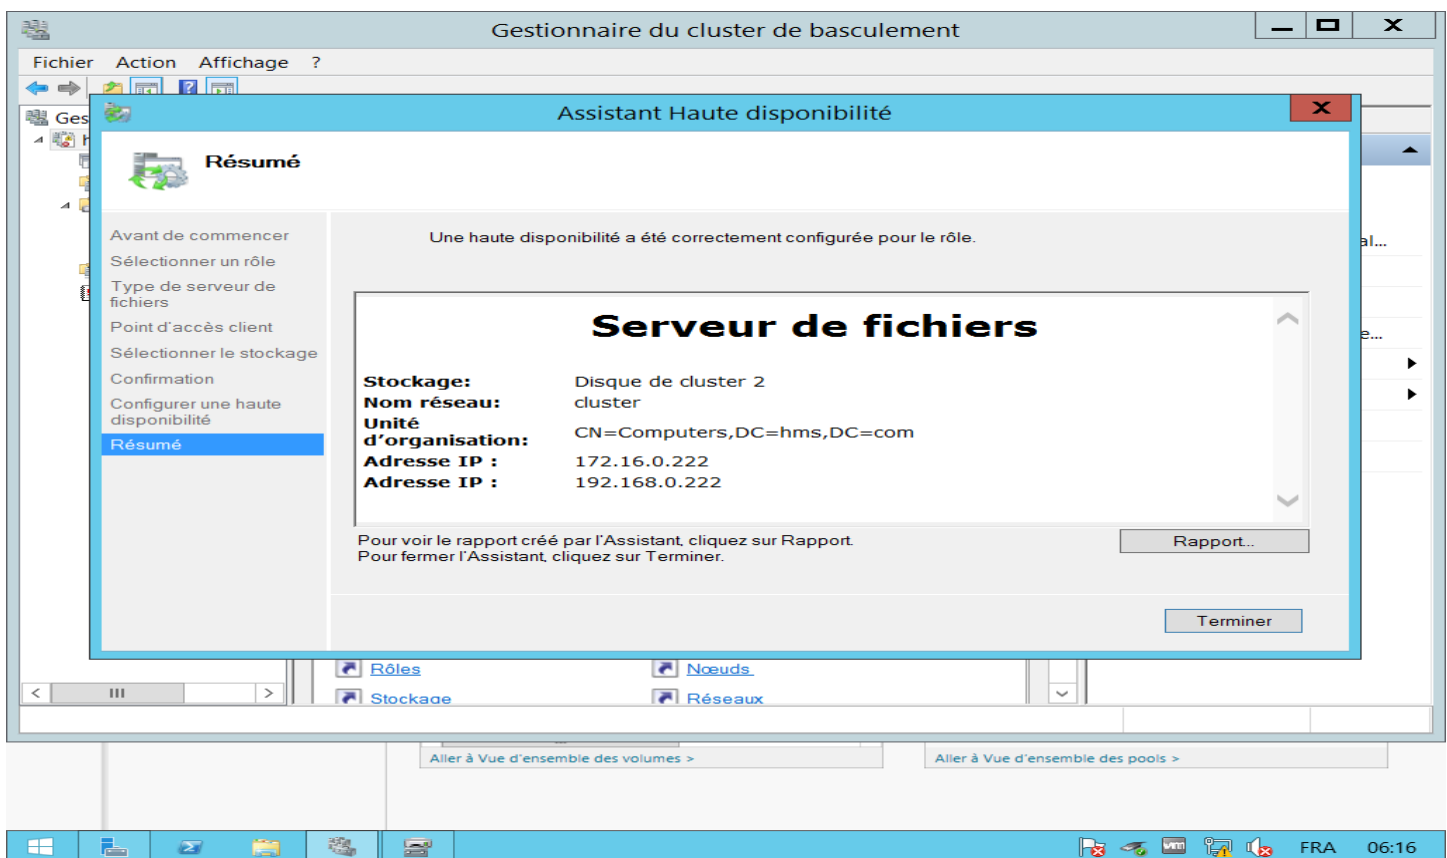 Gestionnaire du cluster de basculement
Fichier Action Affichage ?
Ges
Assistant Haute disponibilité
Résumé
Avant de commencer
Sélectionner un rôle
Type de serveur de
fichiers
Point d'accès client
Sélectionner le stockage
Confirmation
Configurer une haute
disponibilité
Résumé
Une haute disponibilité a été correctement configurée pour le rôle.
Serveur de fichiers
Stockage: Disque de cluster 2
Nom réseau: cluster
Unité
d'organisation: CN=Computers,DC=hms,DC=com
Adresse IP : 172.16.0.222
Adresse IP : 192.168.0.222
Pour voir le rapport créé par l'Assistant, cliquez sur Rapport.
Pour fermer l'Assistant, cliquez sur Terminer.
Rapport...
Terminer
al...
e...
Rôles Nœuds
Stockage Réseaux
Aller à Vue d'ensemble des volumes > Aller à Vue d'ensemble des pools >
vm FRA 06:16